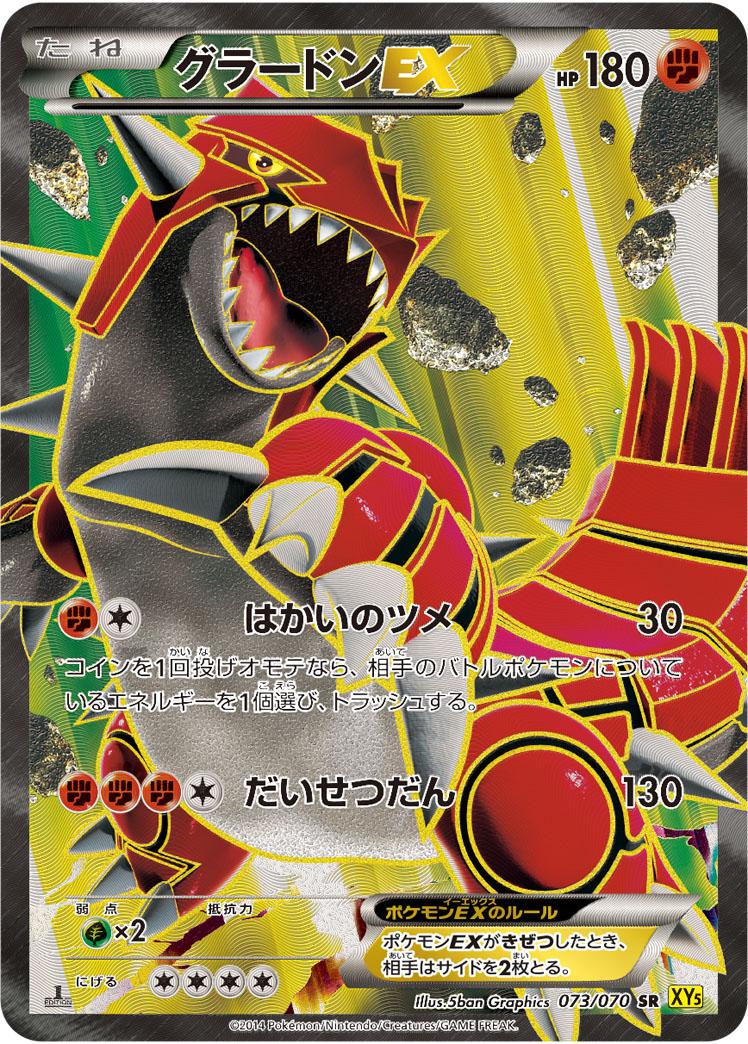 たね グラードンEX HP180
はかいのツメ 30
コインを1回投げオモテなら、相手のバトルポケモンについて
いるエネルギーを1個選び、トラッシュする。
だいせつだん 130
弱点 抵抗力
×2
にげる
ポケモンEXのルール
ポケモンEXがきぜつしたとき、
相手はサイドを2枚とる。
1 EDITION
Illus.5ban Graphics 073/070 SR XY5
©2014 Pokémon/Nintendo/Creatures/GAME FREAK.